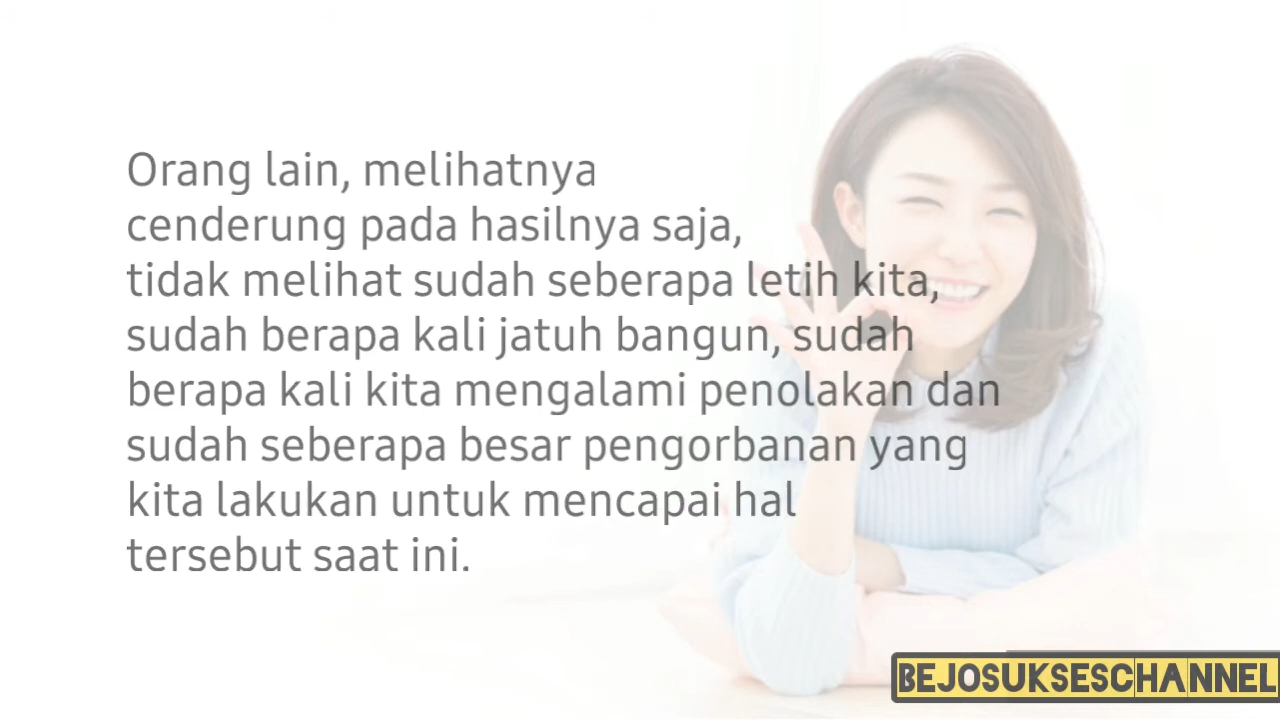 Orang lain, melihatnya
cenderung pada hasilnya saja,
tidak melihat sudah seberapa letih kita,
sudah berapa kali jatuh bangun, sudah
berapa kali kita mengalami penolakan dan
sudah seberapa besar pengorbanan yang
kita lakukan untuk mencapai hal
tersebut saat ini.
BEJOSUKSESCHANNEL